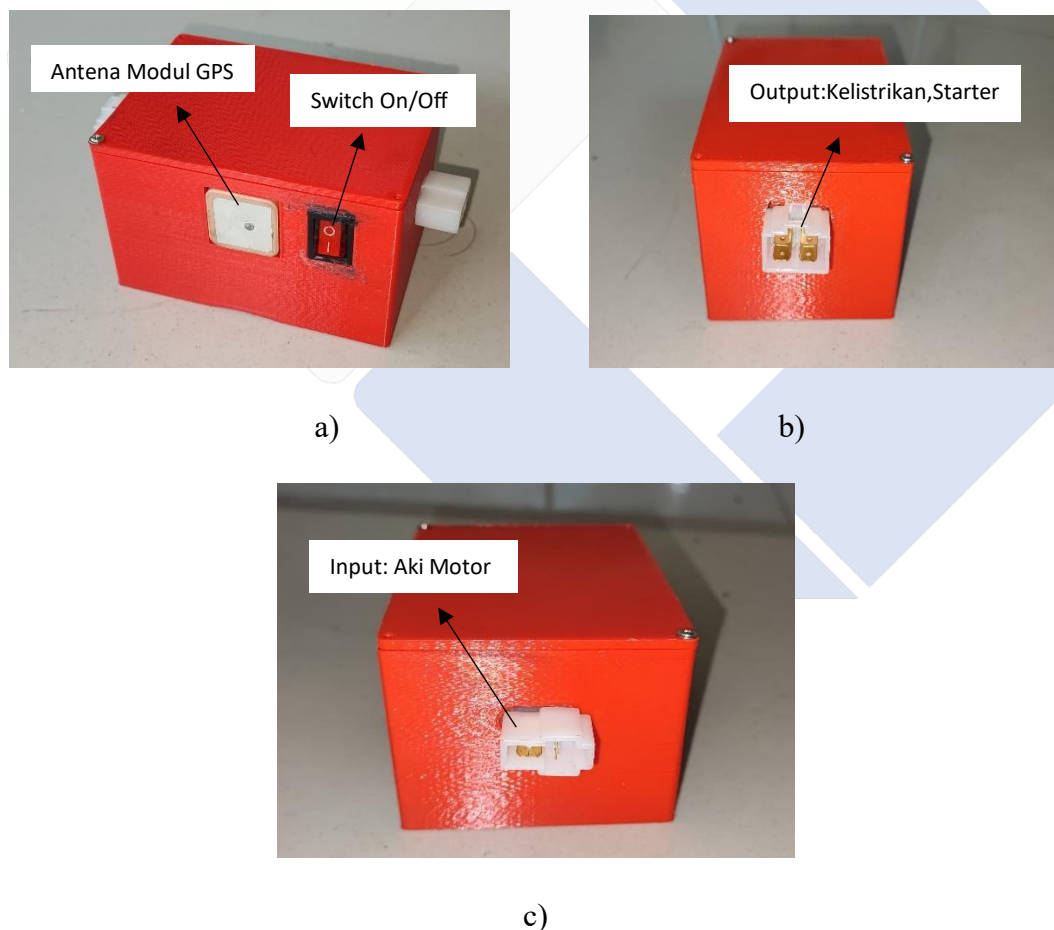 Antena Modul GPS
Switch On/Off
Output:Kelistrikan,Starter
a)
b)
Input: Aki Motor
c)